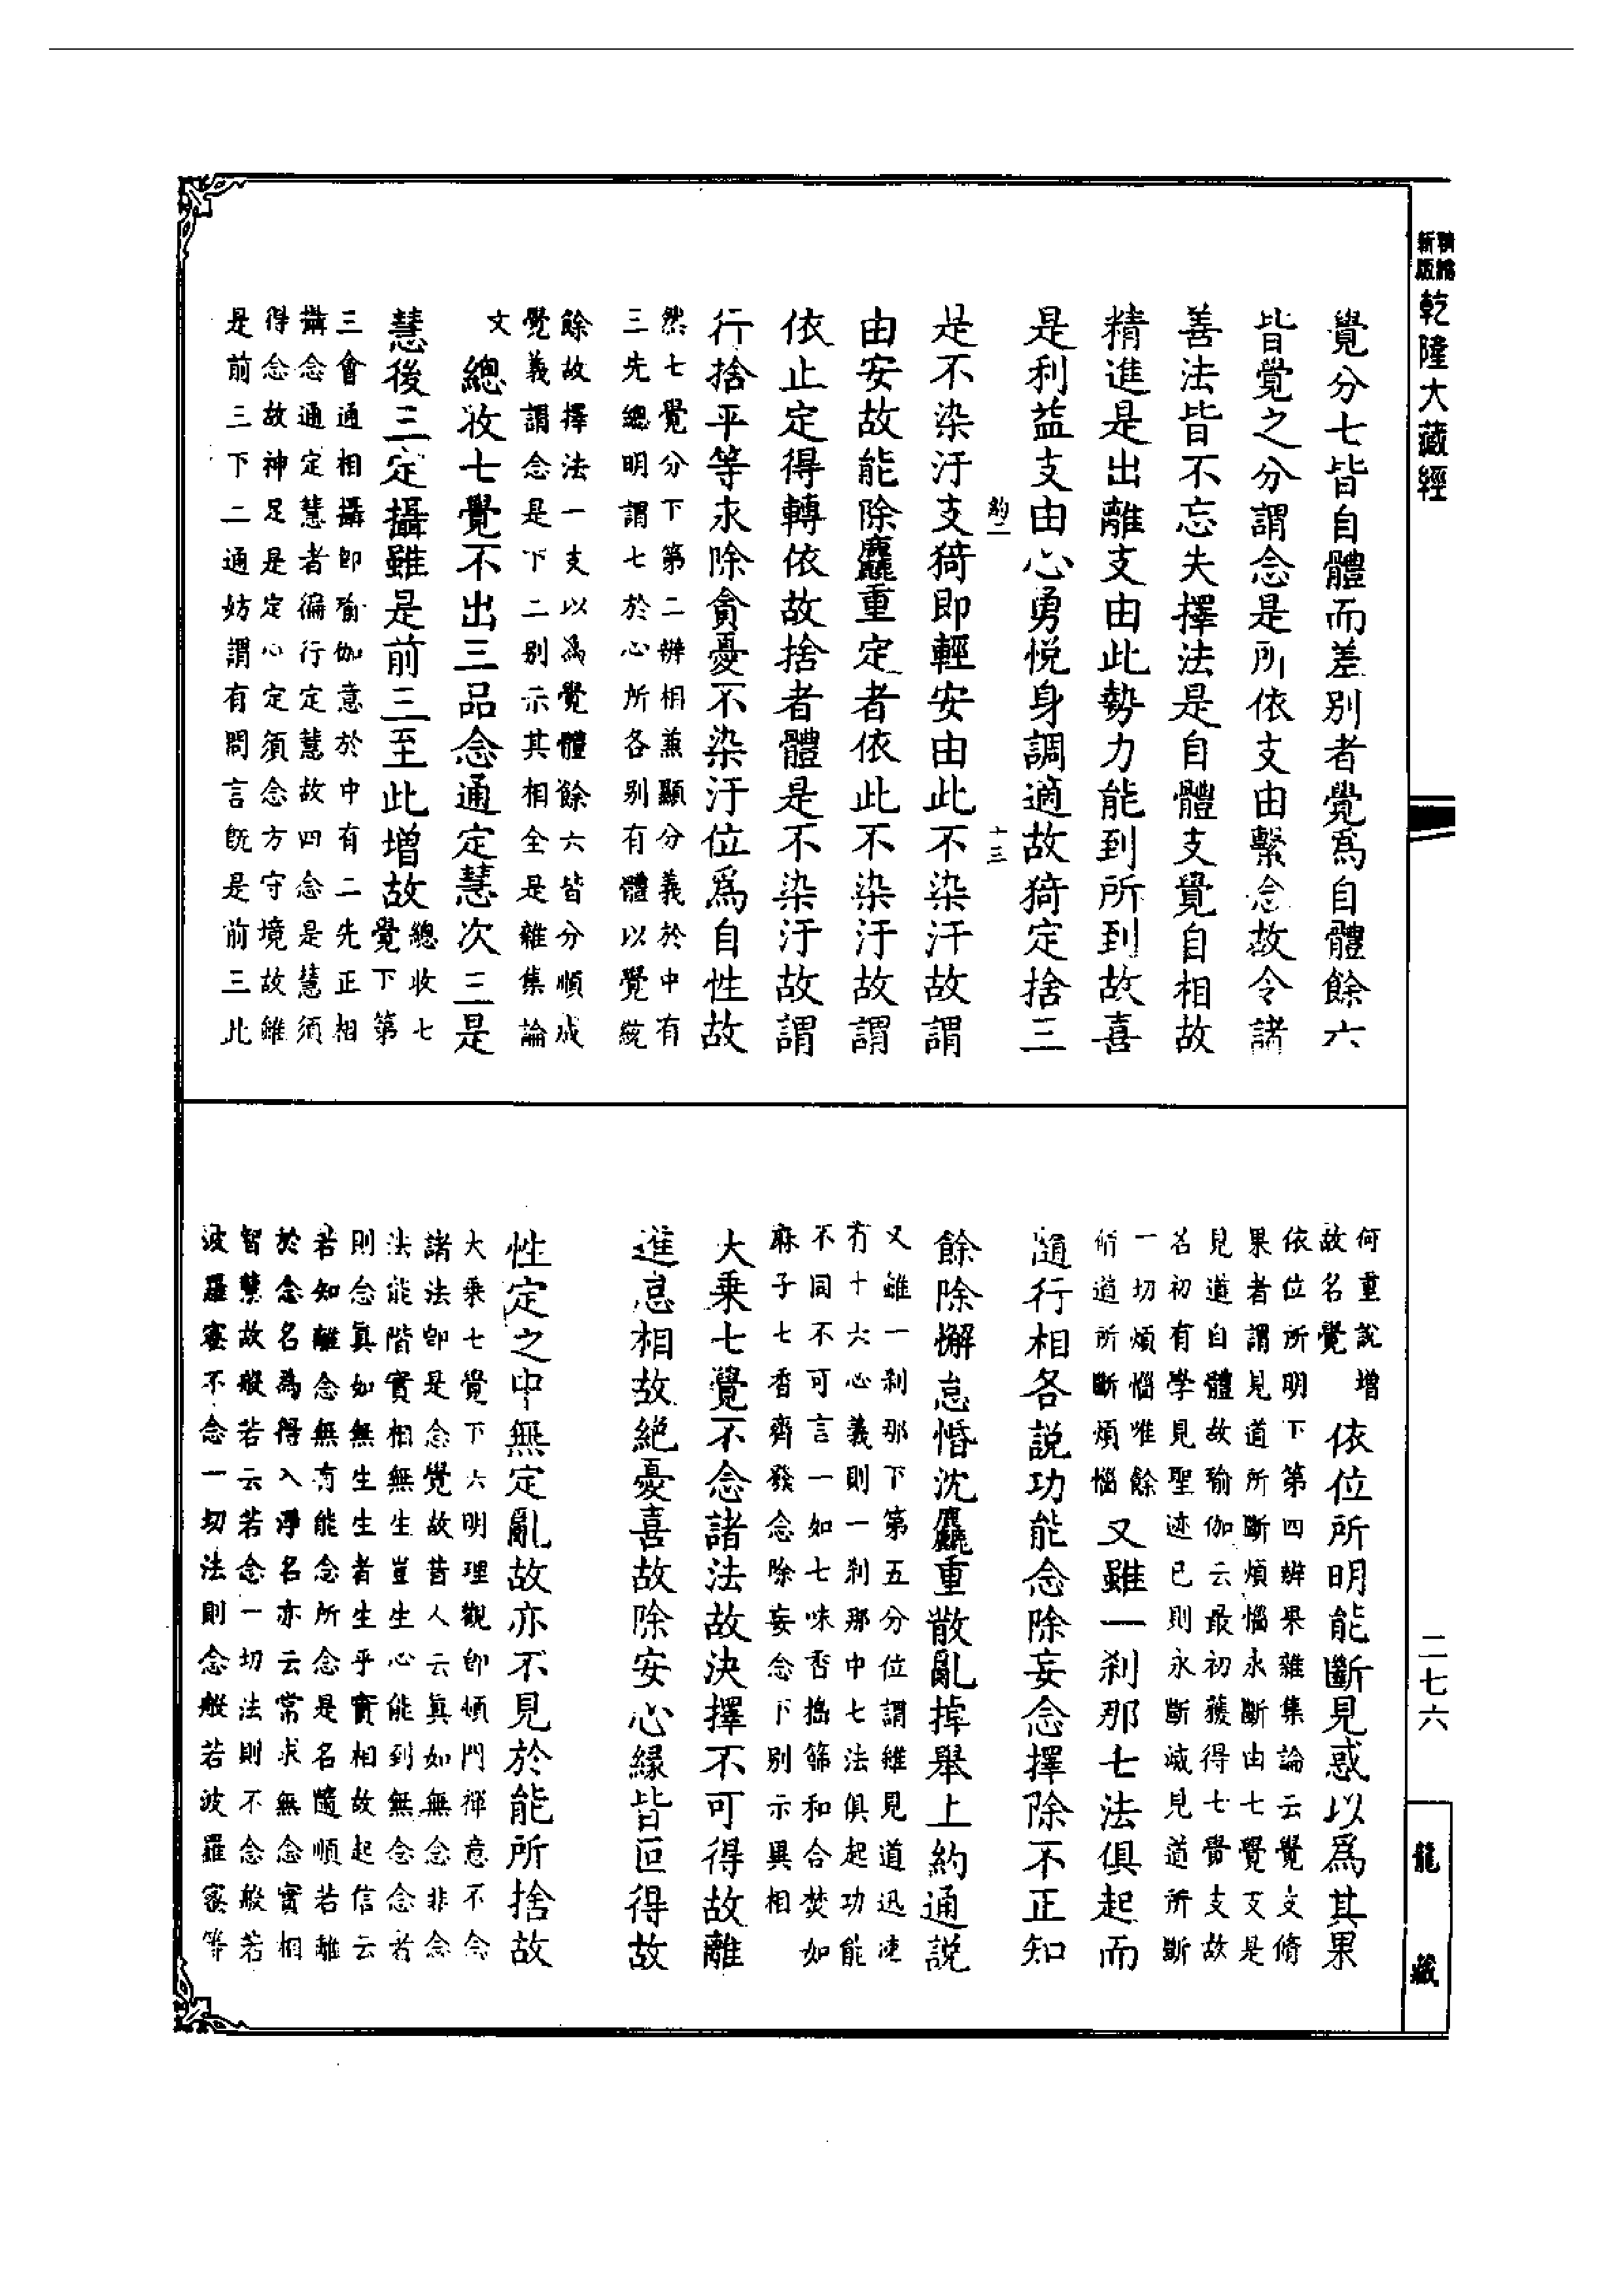 新版
乾隆大藏經
覺分七皆自體而差別者覺爲自體餘六
皆覺之分謂念是所依支由繫念故令諸
善法皆不忘失擇法是自體支覺自相故
精進是出離支由此勢力能到所到故喜
是利益支由心勇悅身調適故猗定捨三
約二
十三
是不染汙支猗即輕安由此不染汙故謂
由安故能除麤重定者依此不染汙故謂
依止定得轉依故捨者體是不染汙故謂
行捨平等永除貪憂不染汙位爲自性故
然七覺分下第二辨相兼顯分義於中有
三先總明謂七於心所各別有體以覺統
餘故擇法一支以為覺體餘六皆分順成
覺義謂念是下二別示其相全是雜集論
文
總收七覺不出三品念通定慧次三是
慧後三定攝雖是前三至此增故
總收七
覺下第
三會通相攝即瑜伽意於中有二先正相
攝念通定慧者徧行定慧故四念是慧須
得念故神足是定心定須念方守境故雖
是前三下二通妨謂有問言既是前三此
何重說增
故名覺
依位所明能斷見惑以爲其果
依位所明下第四辨果雜集論云覺支脩
果者謂見道所斷煩惱永斷由七覺支是
見道自體故瑜伽云最初獲得七覺支故
名初有學見聖迹已則永斷滅見道所斷
一切煩惱唯餘
脩道所斷煩惱
又雖一刹那七法俱起而
隨行相各説功能念除妄念擇除不正知
餘除懈怠惛沈麤重散亂掉舉上約通説
又雖一刹那下第五分位謂雖見道迅速
有十六心義則一刹那中七法俱起功能
不同不可言一如七味香擣篩和合焚如
麻子七香齊發念除妄念下別示異相
大乘七覺不念諸法故決擇不可得故離
進怠相故絕憂喜故除安心緣皆叵得故
性定之中無定亂故亦不見於能所捨故
大乘七覺下六明理觀即頓門禪意不念
諸法即是念覺故昔人云眞如無念非念
法能階實相無生豈生心能到無念念者
則念眞如無生生者生乎實相故起信云
若知雖念無有能念所念是名隨順若離
於念名為得入淨名亦云常求無念實相
智慧故般若云若念一切法則不念般若
波羅蜜不念一切法則念般若波羅蜜等
二七六
龍
藏